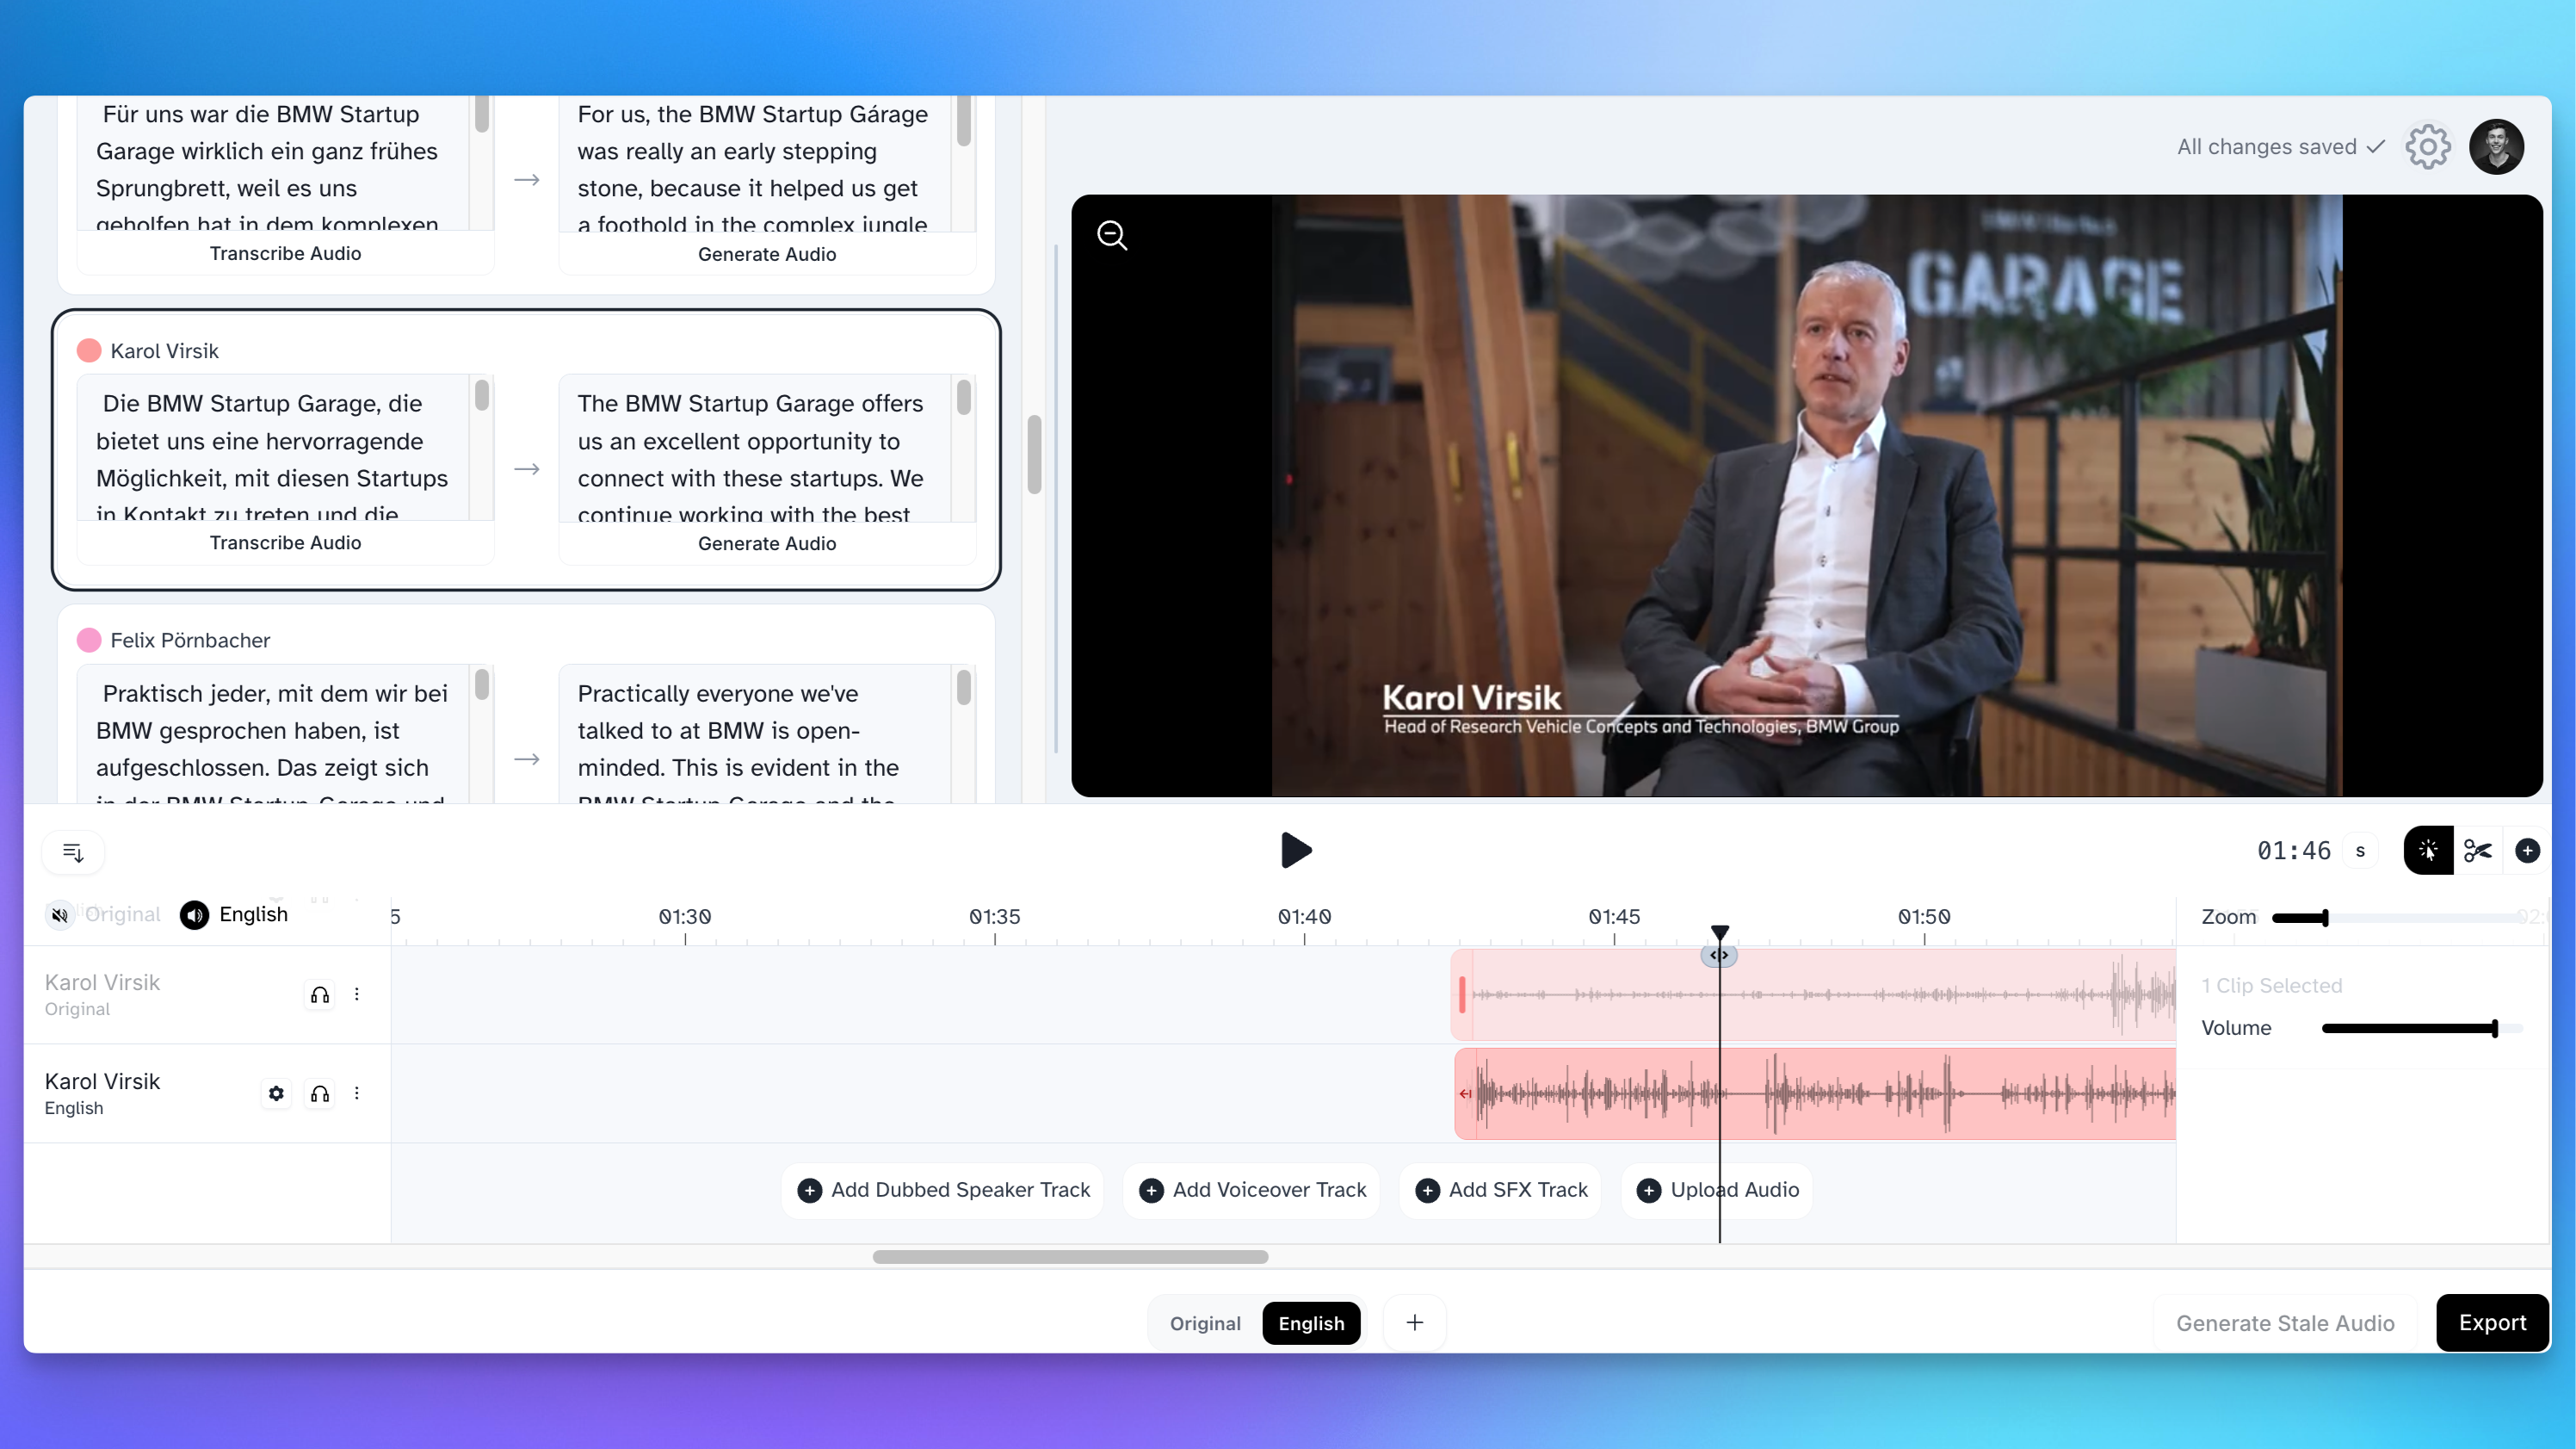 Für uns war die BMW Startup
Garage wirklich ein ganz frühes
Sprungbrett, weil es uns
geholfen hat in dem komplexen
Transcribe Audio
For us, the BMW Startup Gárage
was really an early stepping
stone, because it helped us get
a foothold in the complex jungle
Generate Audio
Karol Virsik
Die BMW Startup Garage, die
bietet uns eine hervorragende
Möglichkeit, mit diesen Startups
in Kontakt zu treten und die
Transcribe Audio
The BMW Startup Garage offers
us an excellent opportunity to
connect with these startups. We
continue working with the best
Generate Audio
Felix Pörnbacher
Praktisch jeder, mit dem wir bei
BMW gesprochen haben, ist
aufgeschlossen. Das zeigt sich
in der BMW Startup Garage und
Practically everyone we've
talked to at BMW is open-
minded. This is evident in the
BMW Startup Garage and the
All changes saved
GARAGE
Karol Virsik
Head of Research Vehicle Concepts and Technologies, BMW Group
01:46 s
Original English
5 01:30 01:35 01:40 01:45 01:50
Zoom
Karol Virsik
Original
1 Clip Selected
Volume
Karol Virsik
English
Add Dubbed Speaker Track Add Voiceover Track Add SFX Track Upload Audio
Original English +
Generate Stale Audio Export